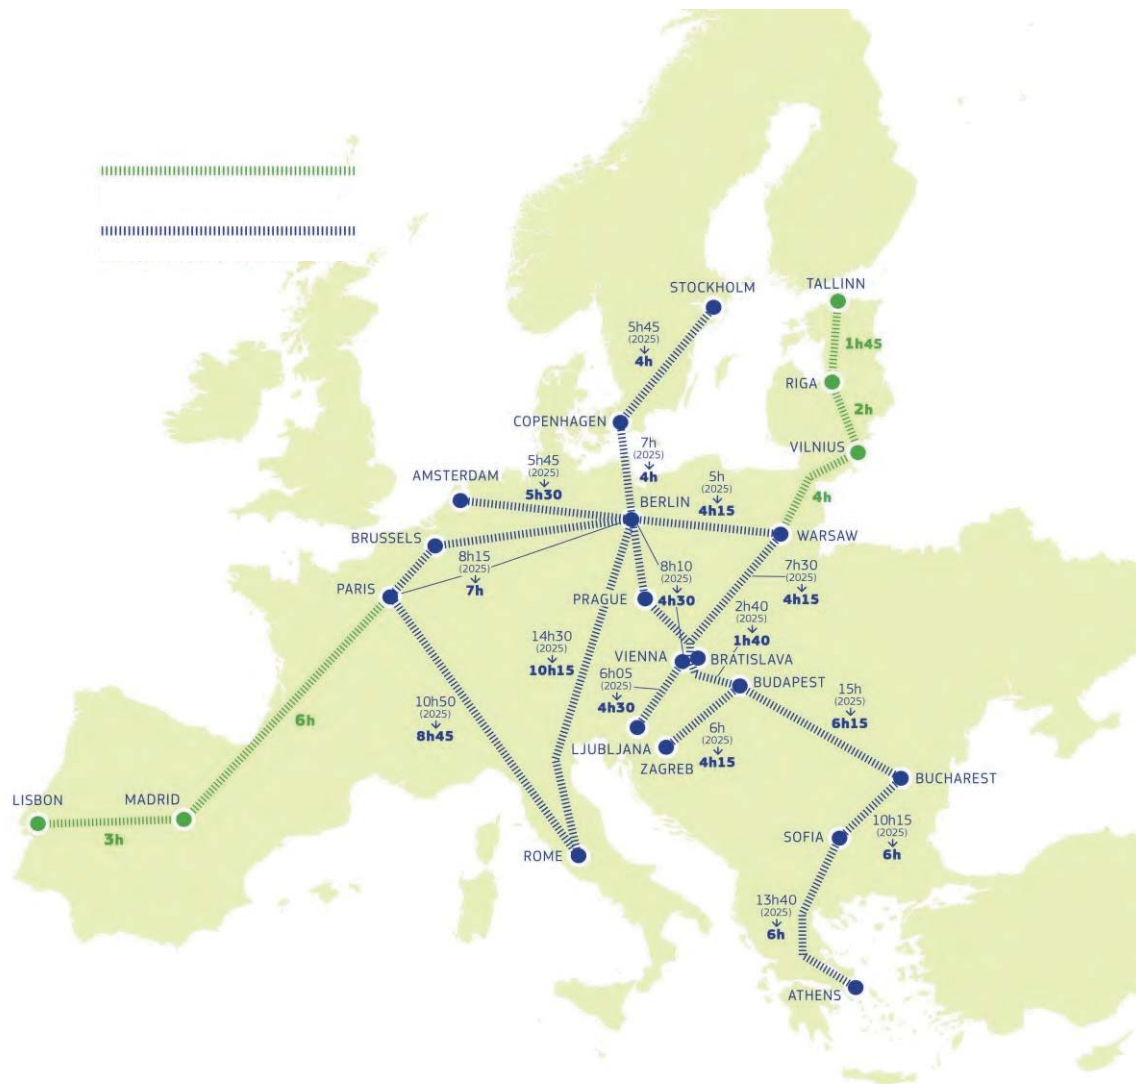 STOCKHOLM
TALLINN
5h45
(2025)
4h
1h45
RIGA
2h
COPENHAGEN
7h
(2025)
4h
VILNIUS
AMSTERDAM
5h45
(2025)
5h30
5h
(2025)
4h15
4h
BERLIN
BRUSSELS
WARSAW
8h15
(2025)
7h
8h10
(2025)
4h30
7h30
(2025)
4h15
PARIS
PRAGUE
2h40
(2025)
1h40
14h30
(2025)
10h15
VIENNA
BRATISLAVA
6h05
(2025)
4h30
BUDAPEST
15h
(2025)
6h15
10h50
(2025)
8h45
6h
6h
(2025)
4h15
LJUBLJANA
ZAGREB
BUCHAREST
LISBON
MADRID
3h
10h15
(2025)
6h
SOFIA
ROME
13h40
(2025)
6h
ATHENS